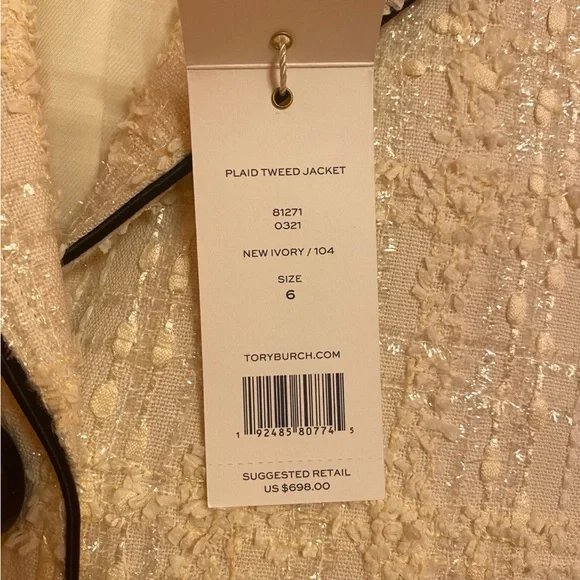 PLAID TWEED JACKET
81271
0321
NEW IVORY / 104
SIZE
6
TORYBURCH.COM
1 92485 80774 5
SUGGESTED RETAIL
US $698.00